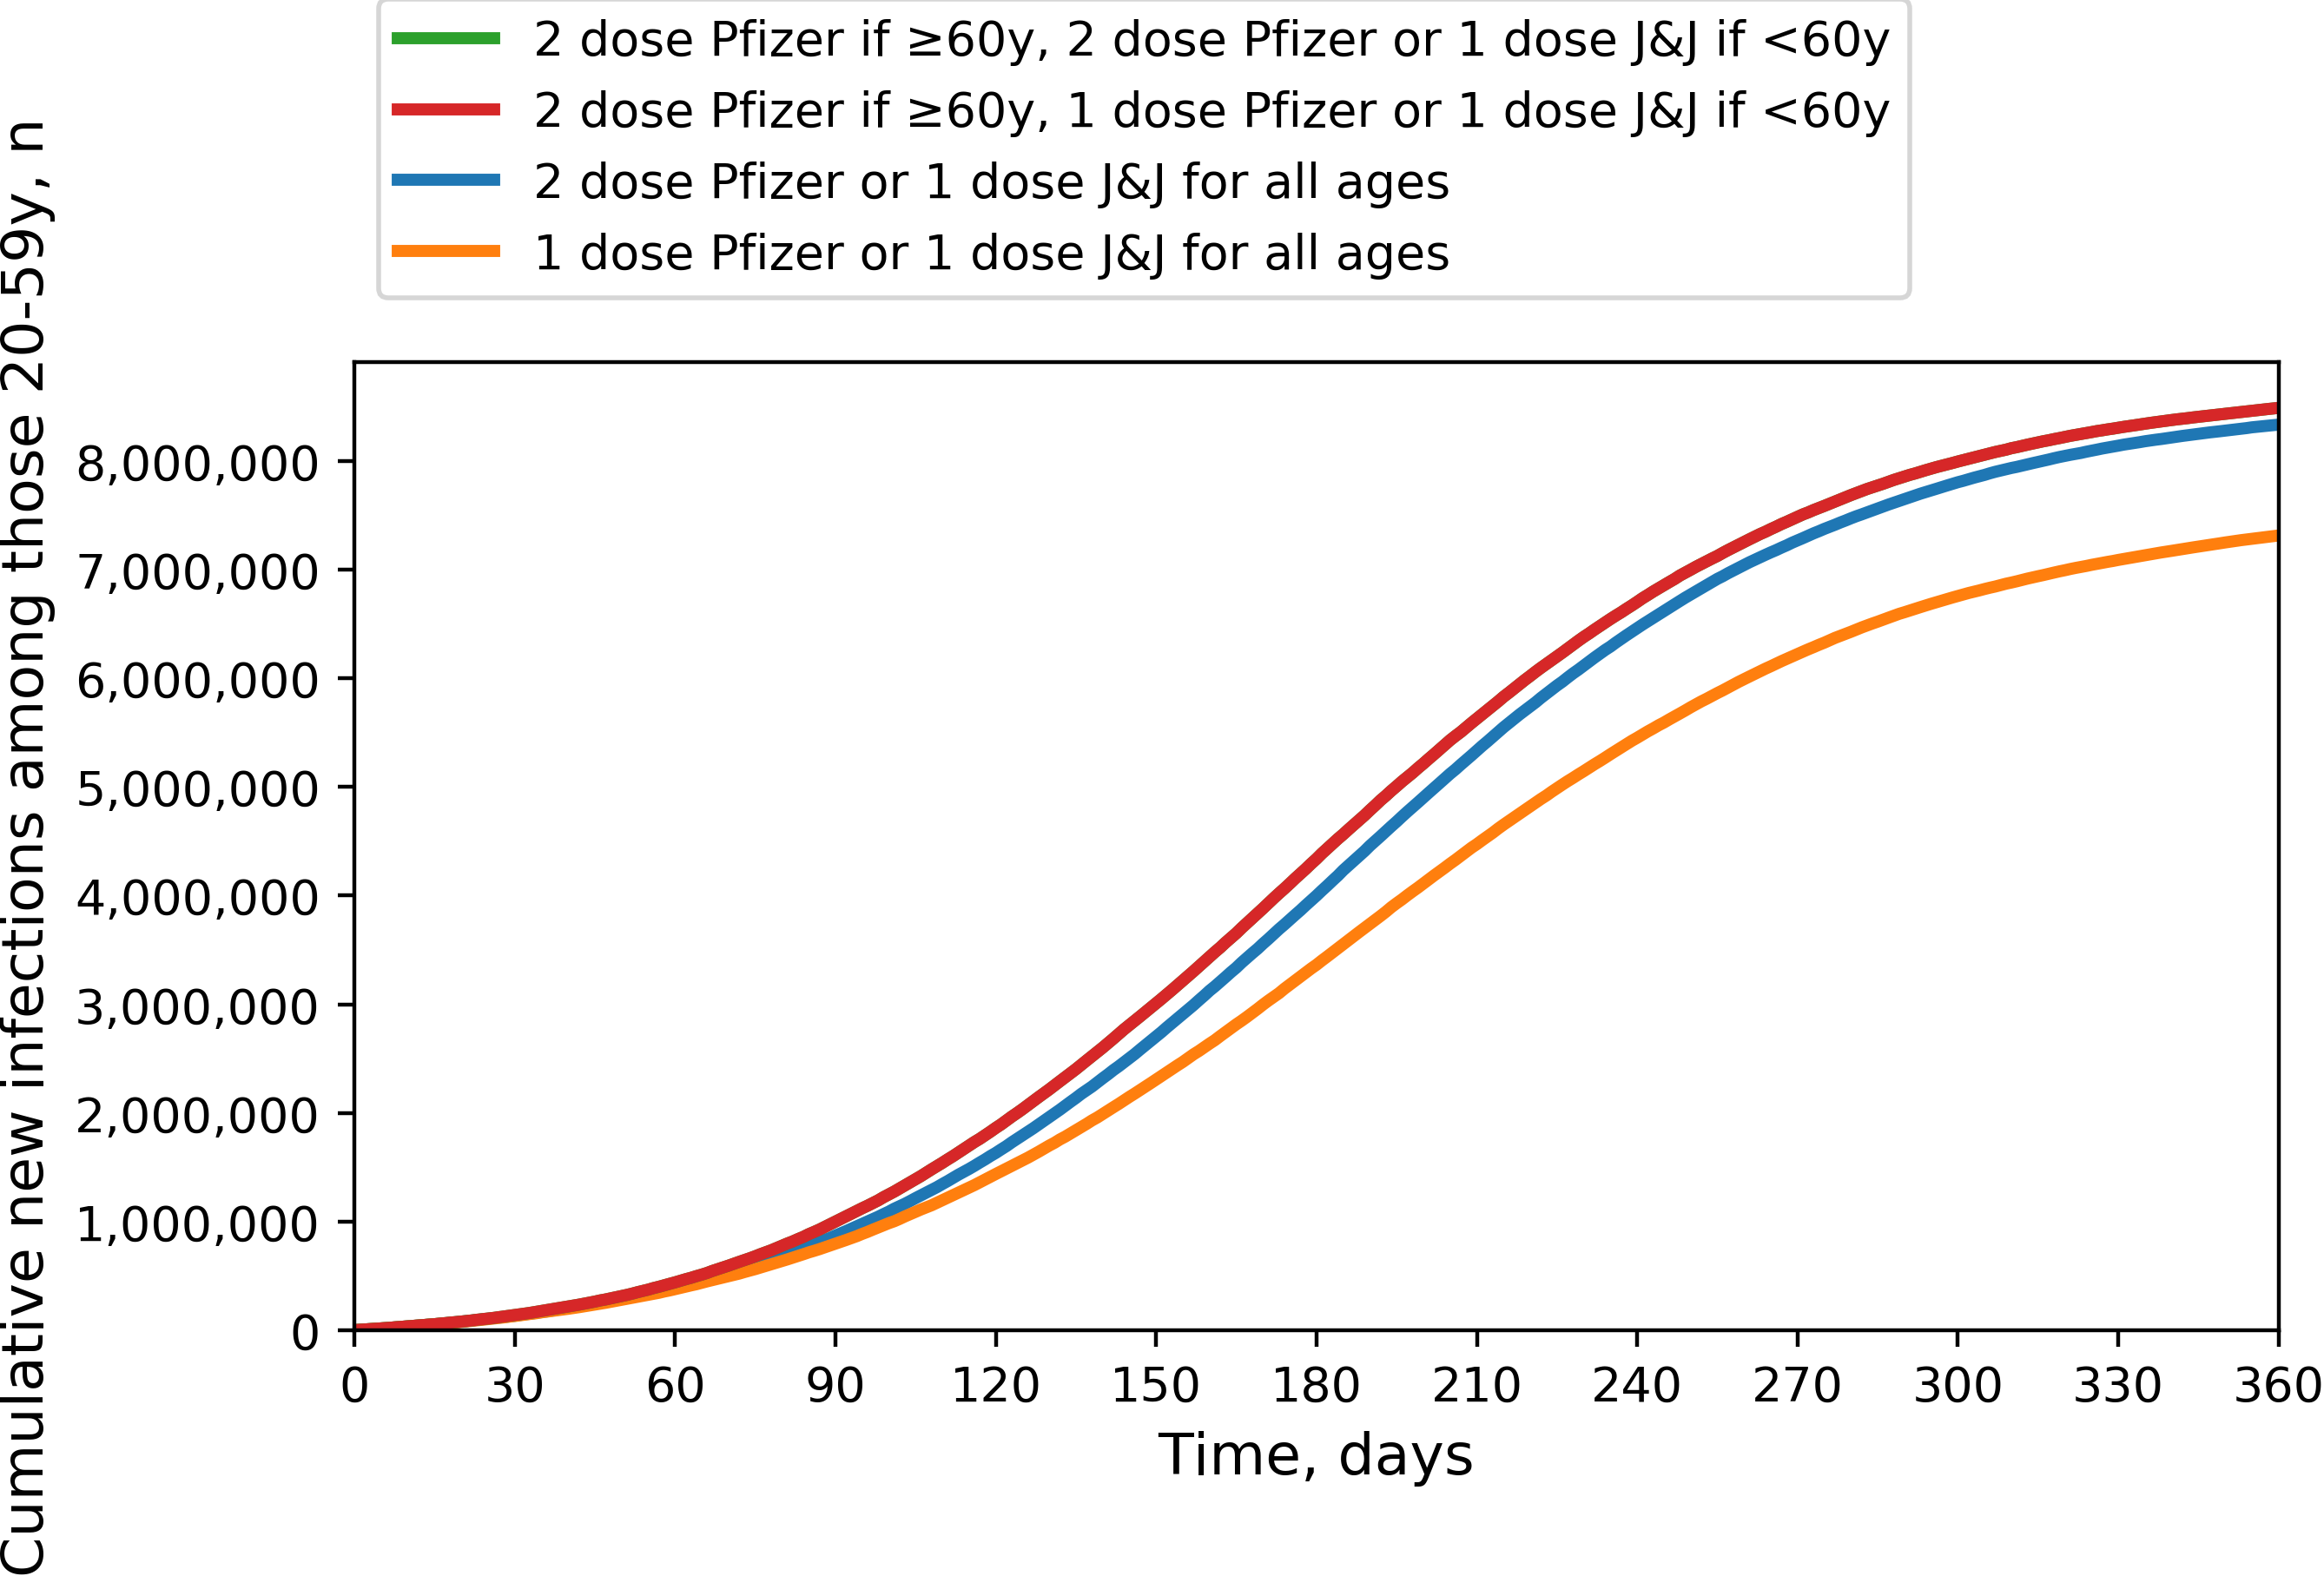 2 dose Pfizer if ≥60y, 2 dose Pfizer or 1 dose J&J if <60y
2 dose Pfizer if ≥60y, 1 dose Pfizer or 1 dose J&J if <60y
2 dose Pfizer or 1 dose J&J for all ages
1 dose Pfizer or 1 dose J&J for all ages
Cumulative new infections among those 20-59y, n
8,000,000
7,000,000
6,000,000
5,000,000
4,000,000
3,000,000
2,000,000
1,000,000
0
0 30 60 90 120 150 180 210 240 270 300 330 360
Time, days